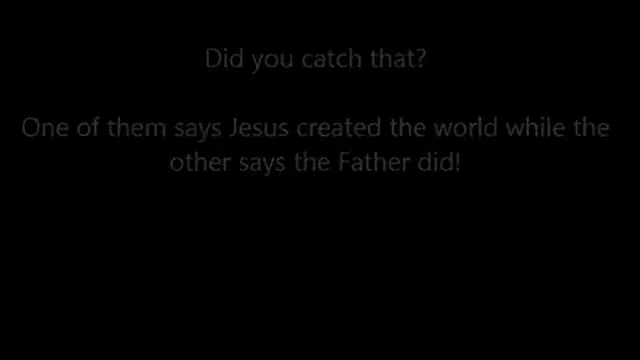 Did you catch that?
One of them says Jesus created the world while the
other says the Father did!